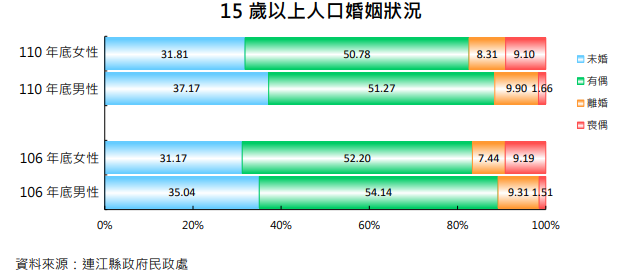 15 歲以上人口婚姻狀況
110 年底女性 31.81 50.78 8.31 9.10
110 年底男性 37.17 51.27 9.90 1.66
106 年底女性 31.17 52.20 7.44 9.19
106 年底男性 35.04 54.14 9.31 1.51
0% 20% 40% 60% 80% 100%
未婚
有偶
離婚
喪偶
資料來源：連江縣政府民政處